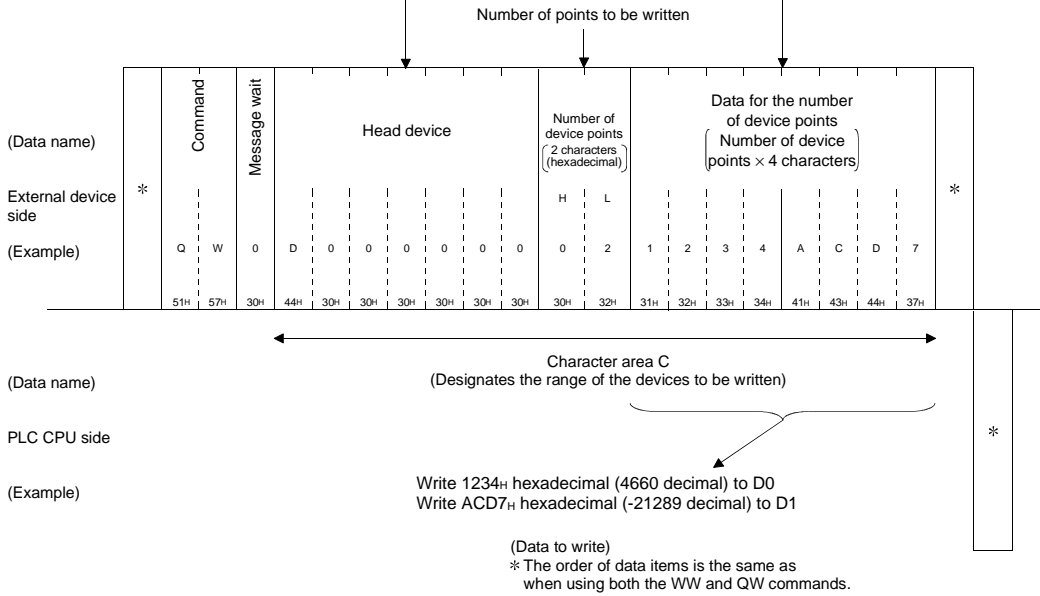 Number of points to be written
(Data name)
Command
Message wait
Head device
Number of
device points
2 characters
(hexadecimal)
Data for the number
of device points
Number of device
points × 4 characters
External device
side
*
H L
*
(Example)
Q W 0 D 0 0 0 0 0 0 0 2 1 2 3 4 A C D 7
51H 57H 30H 44H 30H 30H 30H 30H 30H 30H 30H 32H 31H 32H 33H 34H 41H 43H 44H 37H
Character area C
(Designates the range of the devices to be written)
(Data name)
PLC CPU side
*
(Example)
Write 1234H hexadecimal (4660 decimal) to D0
Write ACD7H hexadecimal (-21289 decimal) to D1
(Data to write)
* The order of data items is the same as
when using both the WW and QW commands.